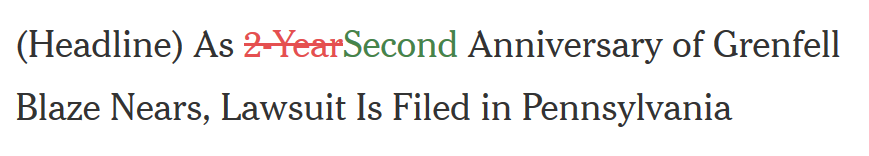 (Headline) As 2-YearSecond Anniversary of Grenfell
Blaze Nears, Lawsuit Is Filed in Pennsylvania